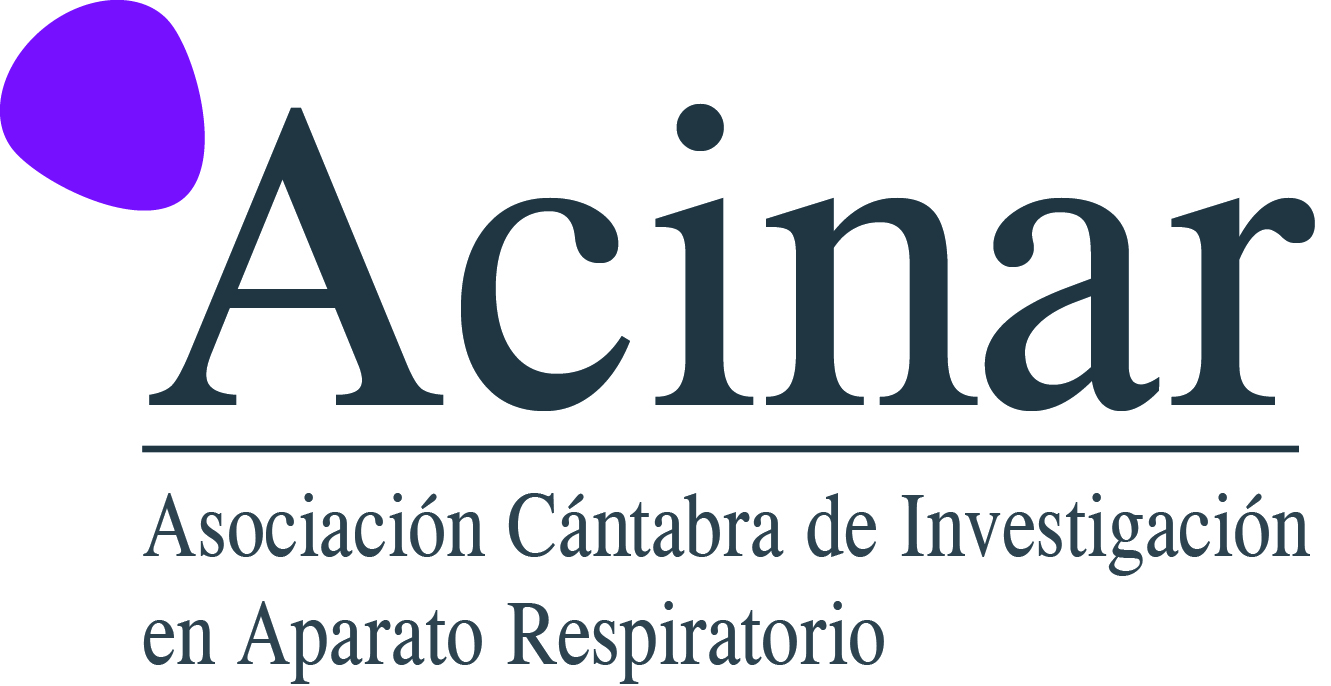 Acinar
Asociación Cántabra de Investigación
en Aparato Respiratorio